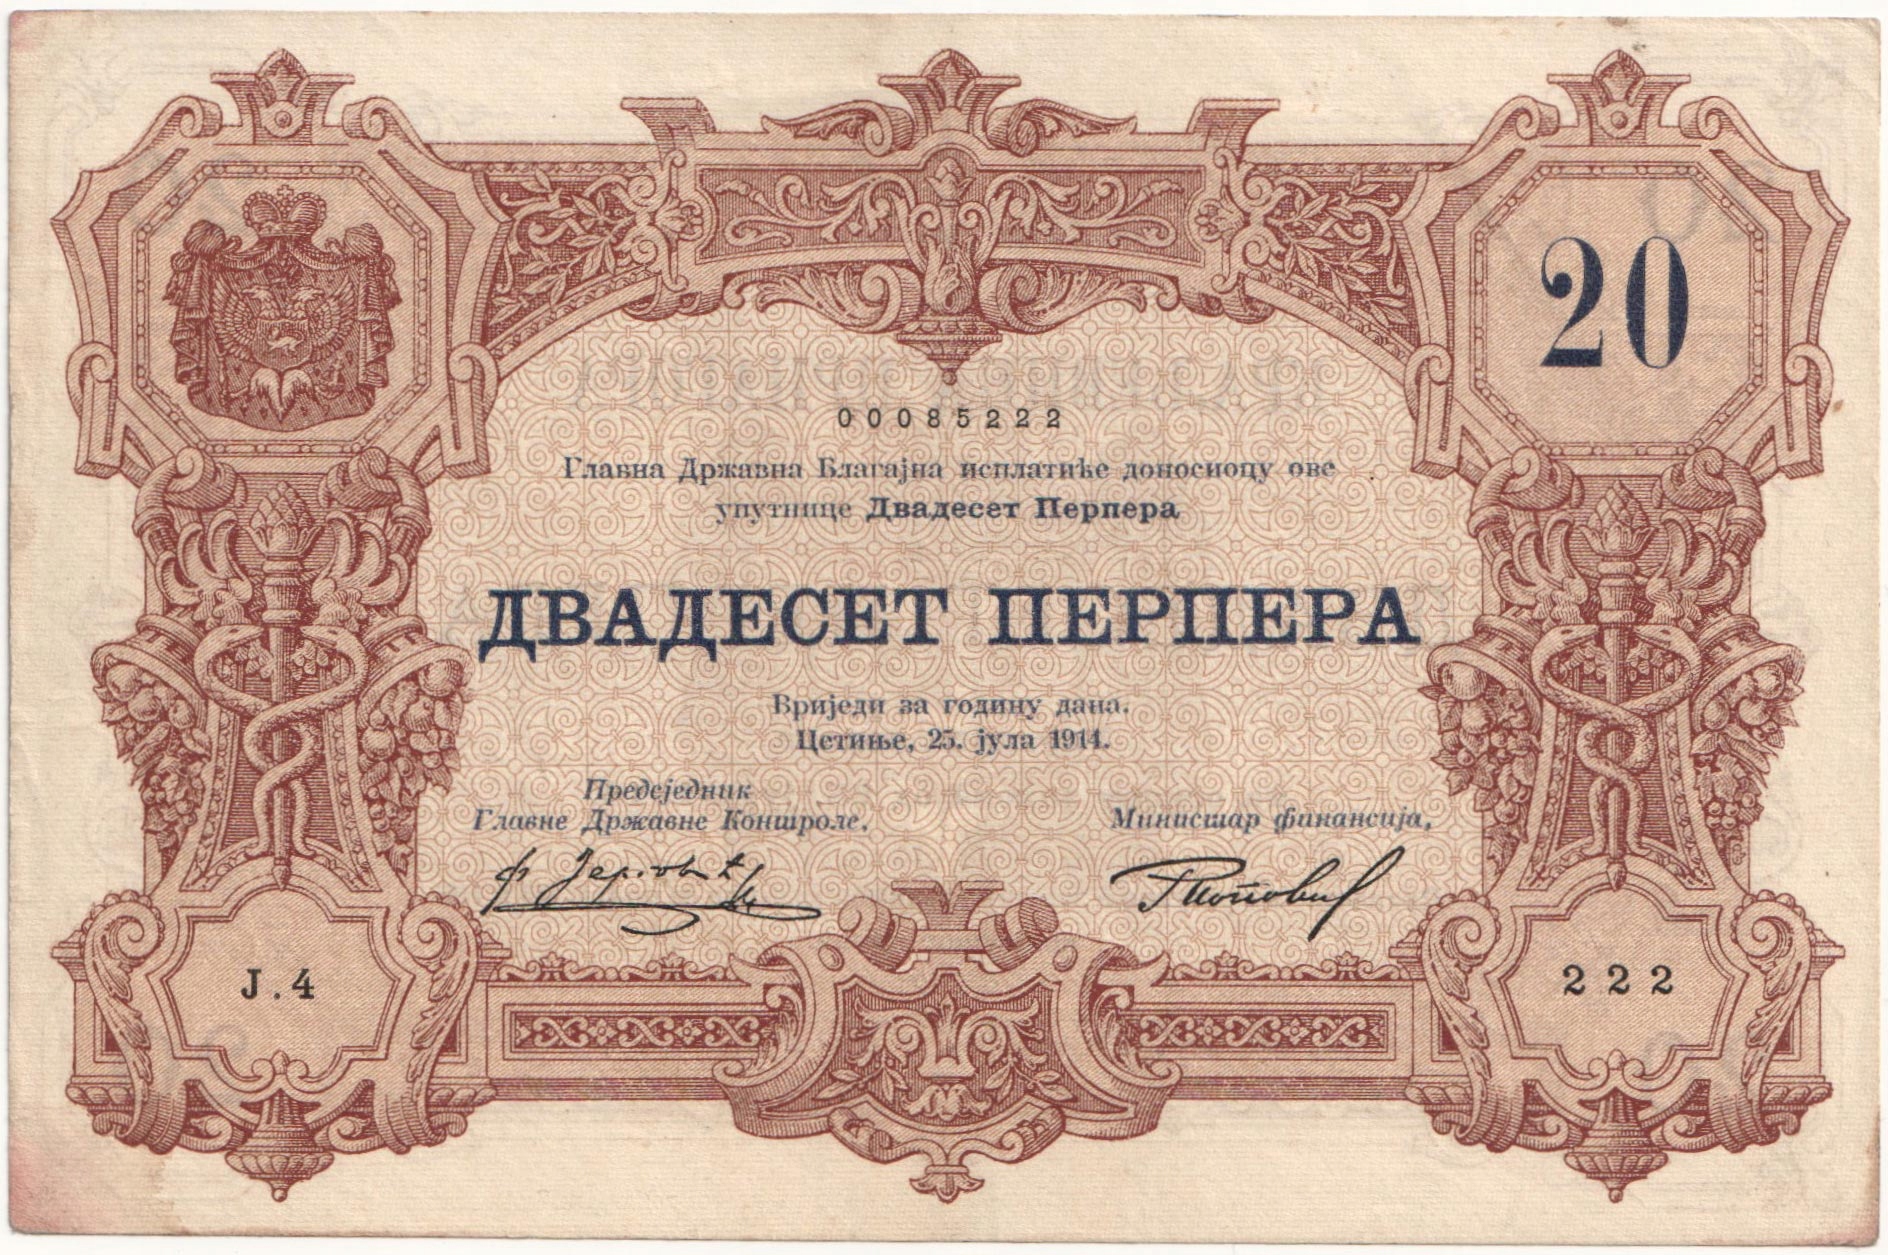 20
00085222
Главна Државна Благајна исплатиће доносиоцу ове
упутнице Двадесет Перпера
ДВАДЕСЕТ ПЕРПЕРА
Вриједи за годину дана.
Цетиње, 25. јула 1914.
Предсједник
Главне Државне Контроле,
Министар финансија,
J.4
222